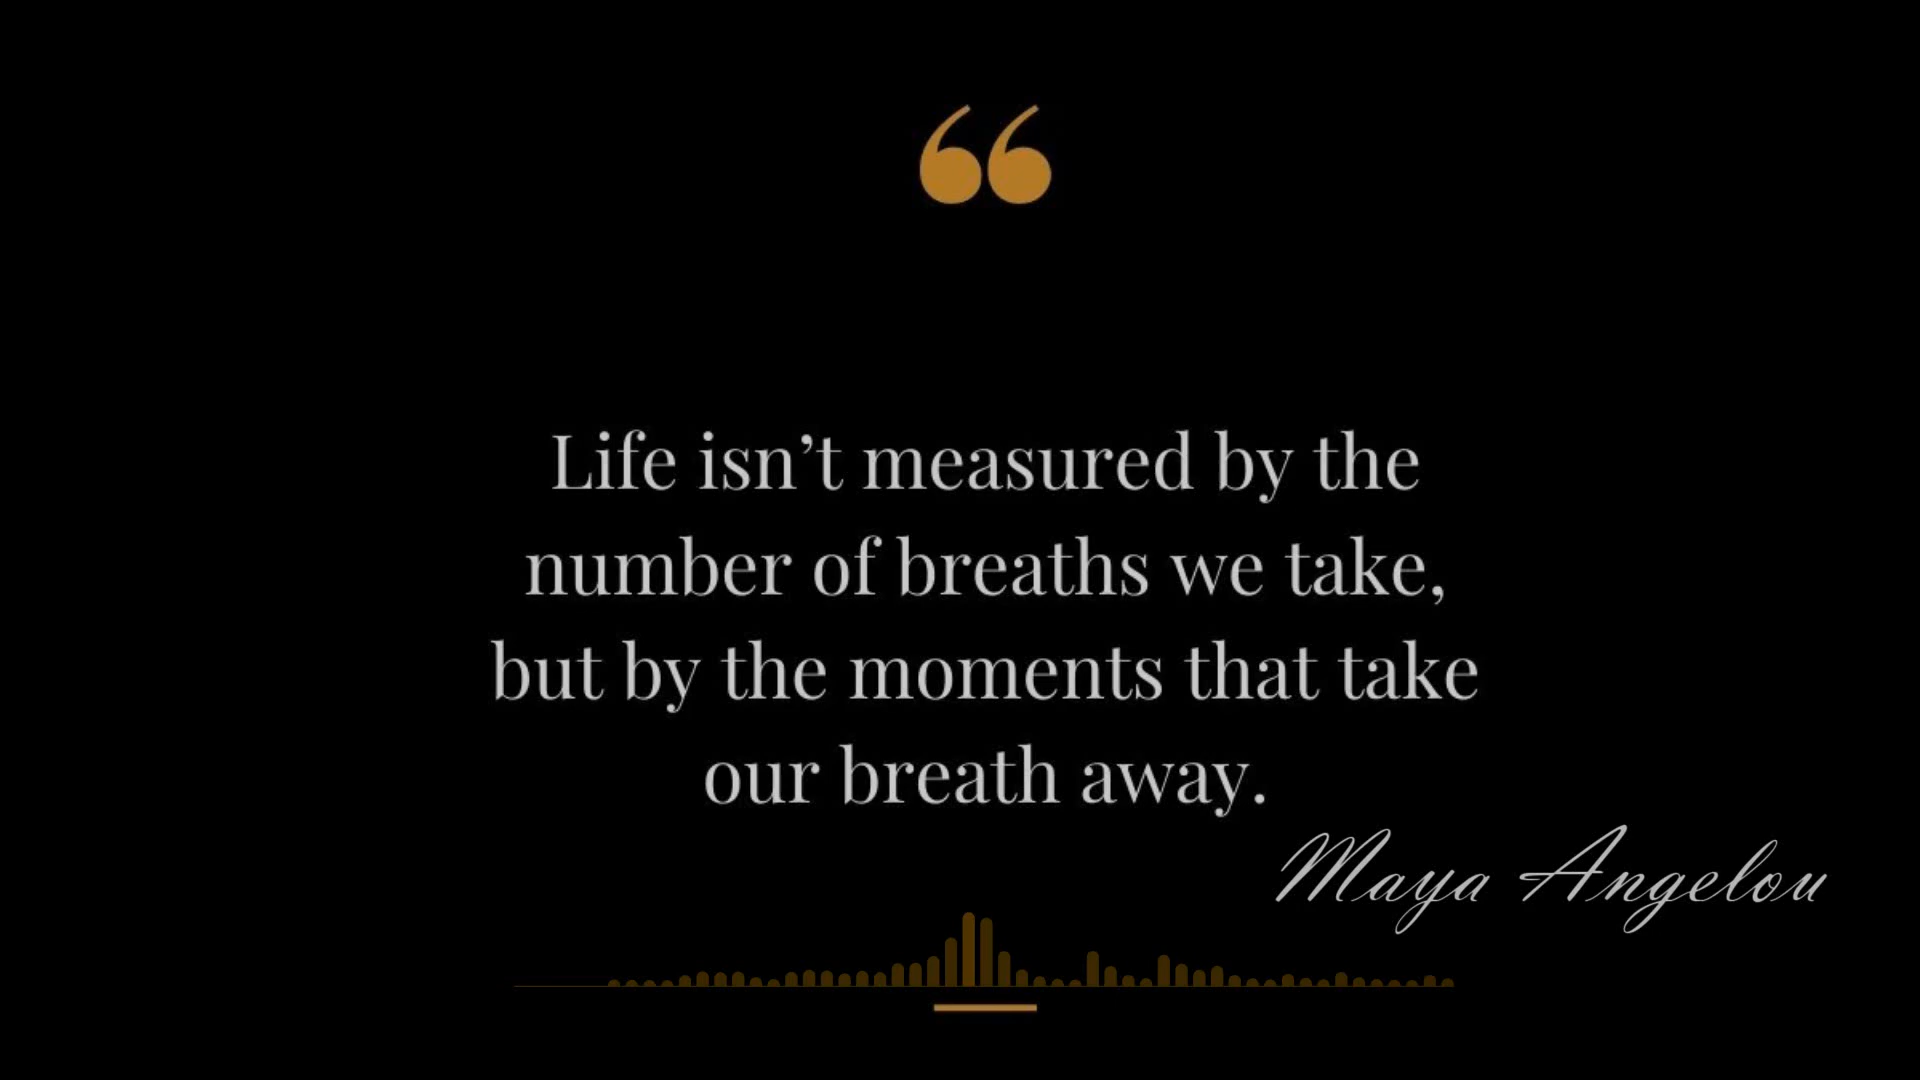 “
Life isn’t measured by the
number of breaths we take,
but by the moments that take
our breath away.
Maya Angelou